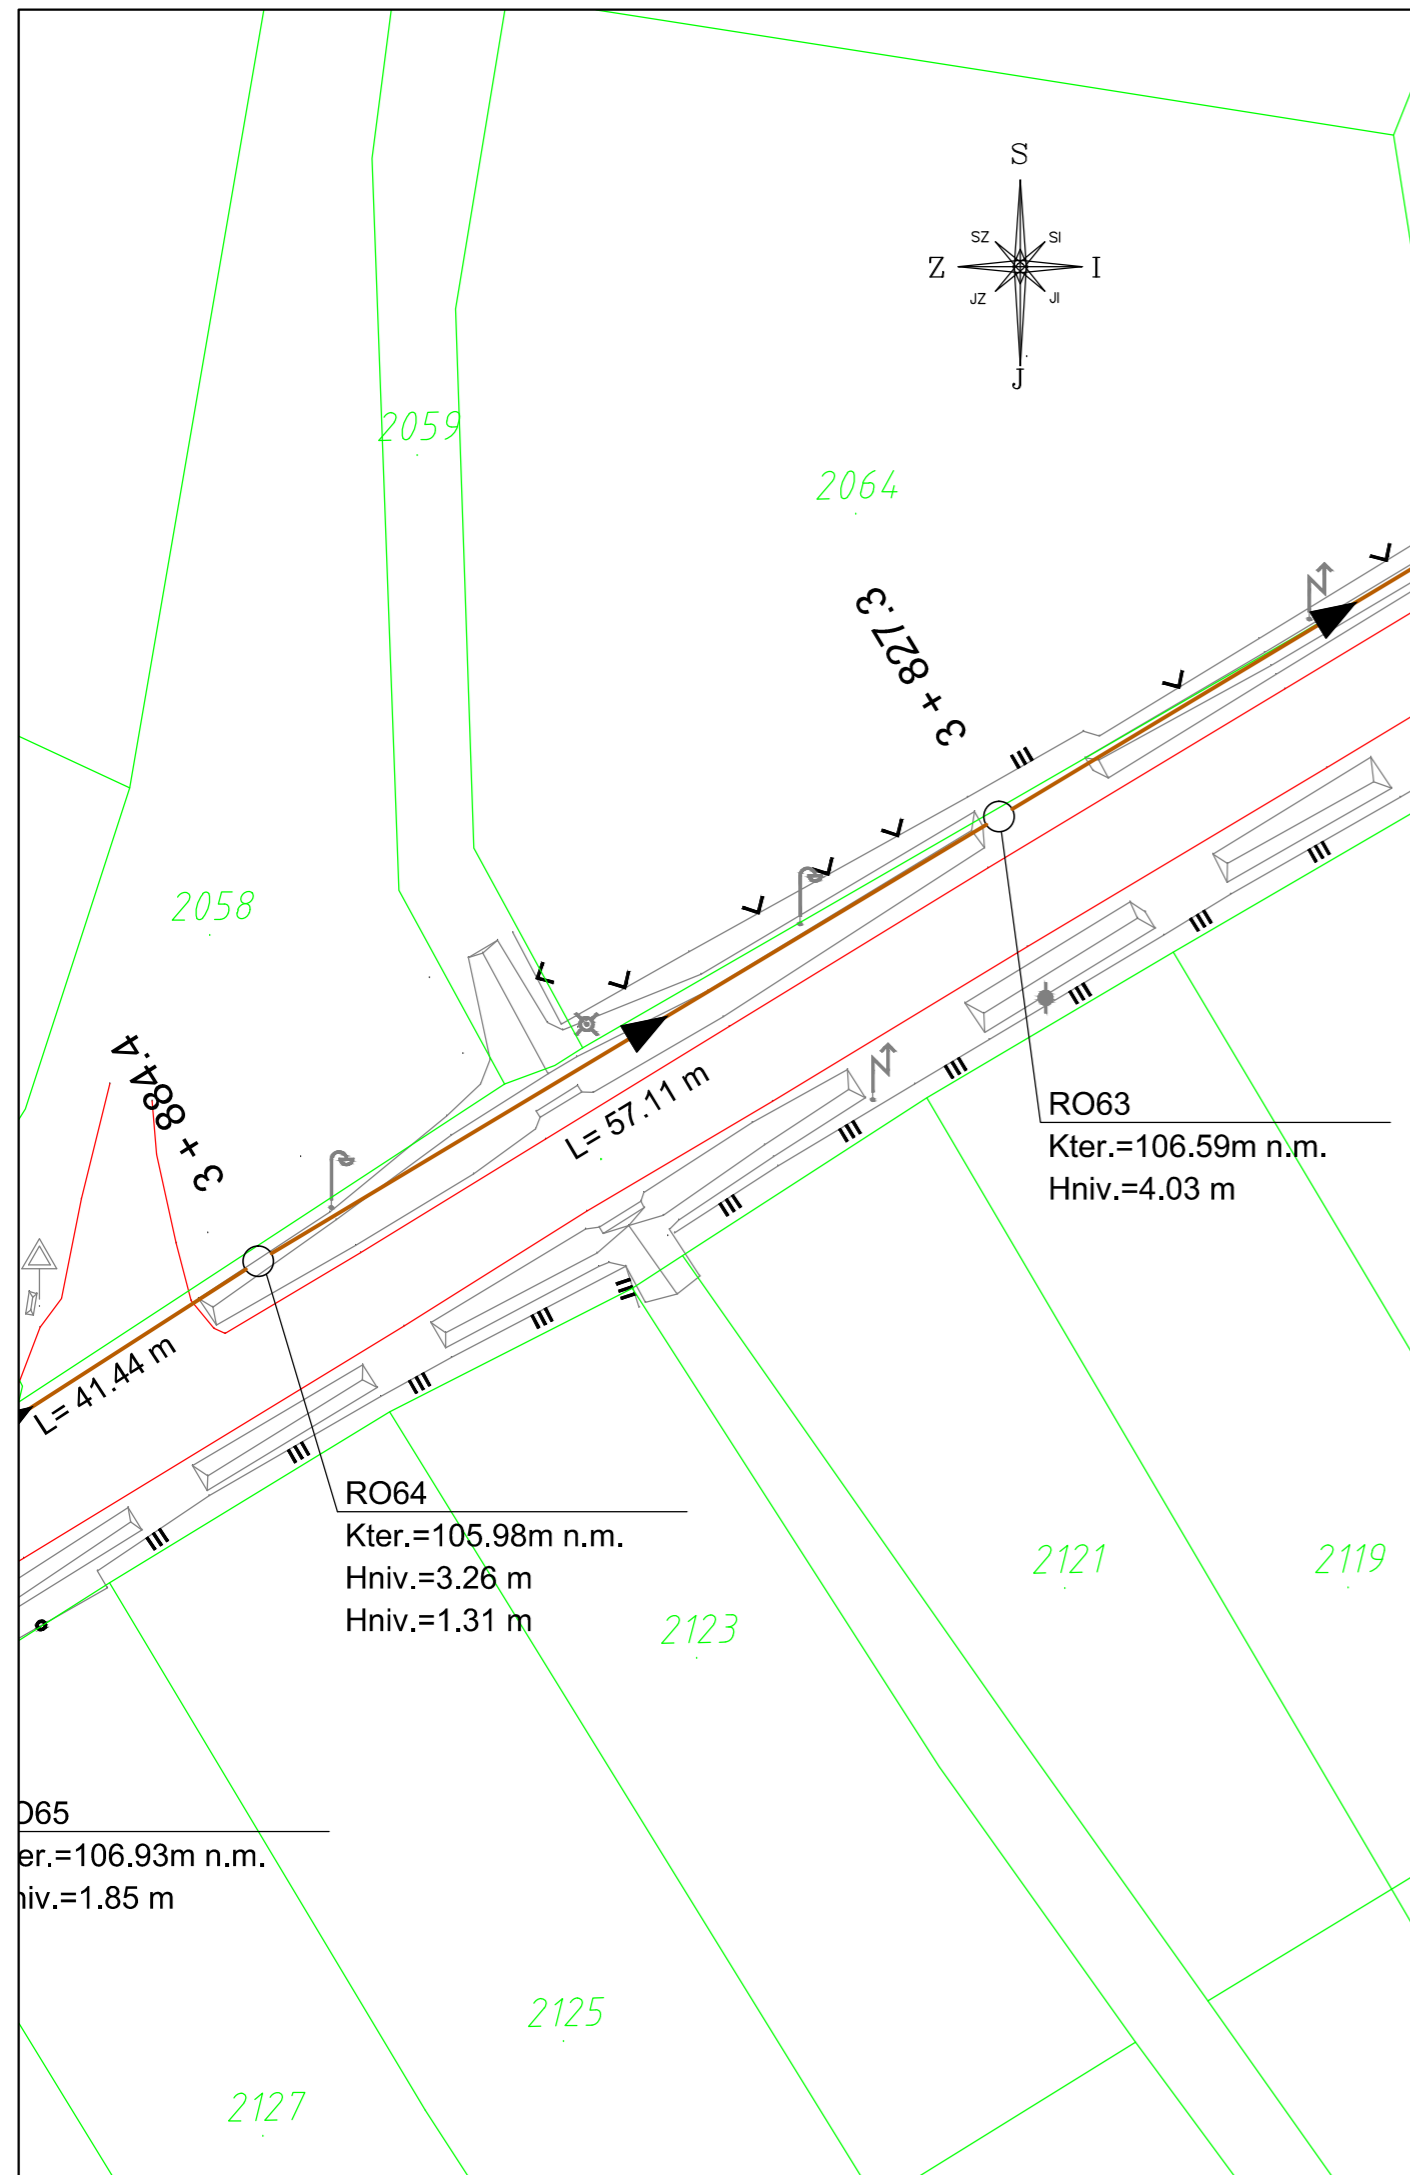 S
SZ
SI
Z
I
JZ
JI
J
2059
2064
3 + 827.3
2058
3 + 884.4
L= 57.11 m
RO63
Kter.=106.59m n.m.
Hniv.=4.03 m
L= 41.44 m
RO64
Kter.=105.98m n.m.
Hniv.=3.26 m
Hniv.=1.31 m
2121
2119
2123
O65
er.=106.93m n.m.
niv.=1.85 m
2125
2127